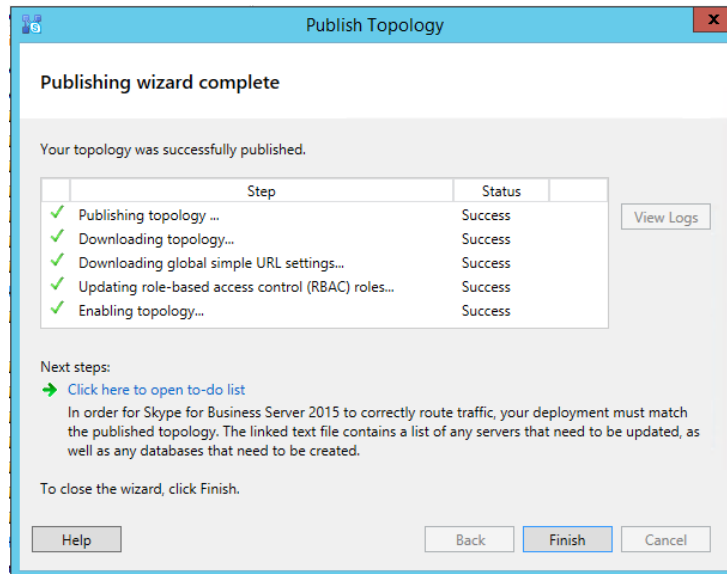 Publish Topology
x
Publishing wizard complete
Your topology was successfully published.
Step Status
Publishing topology ... Success
Downloading topology... Success
Downloading global simple URL settings... Success
Updating role-based access control (RBAC) roles... Success
Enabling topology... Success
View Logs
Next steps:
Click here to open to-do list
In order for Skype for Business Server 2015 to correctly route traffic, your deployment must match
the published topology. The linked text file contains a list of any servers that need to be updated, as
well as any databases that need to be created.
To close the wizard, click Finish.
Help Back Finish Cancel